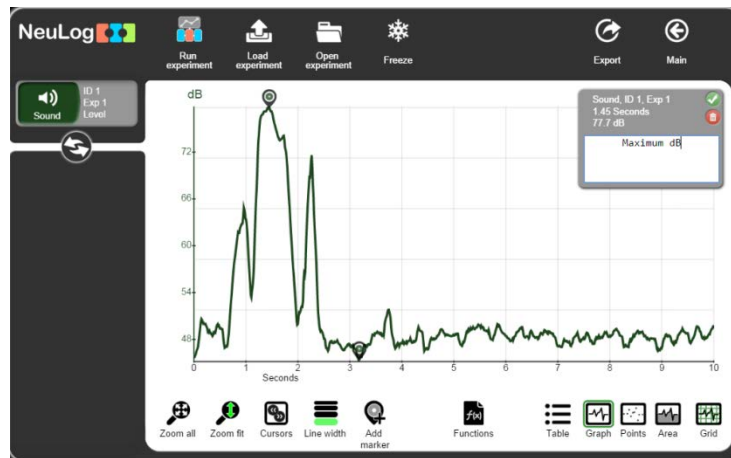 NeuLog
Run
experiment
Load
experiment
Open
experiment
Freeze
Export
Main
Sound
ID 1
Exp 1
Level
dB
72
66
60
54
48
0 1 2 3 4 5 6 7 8 9 10
Seconds
Sound, ID 1, Exp 1
1.45 Seconds
77.7 dB
Maximum dB
Zoom all
Zoom fit
Cursors
Line width
Add
marker
f(x)
Functions
Table
Graph
Points
Area
Grid